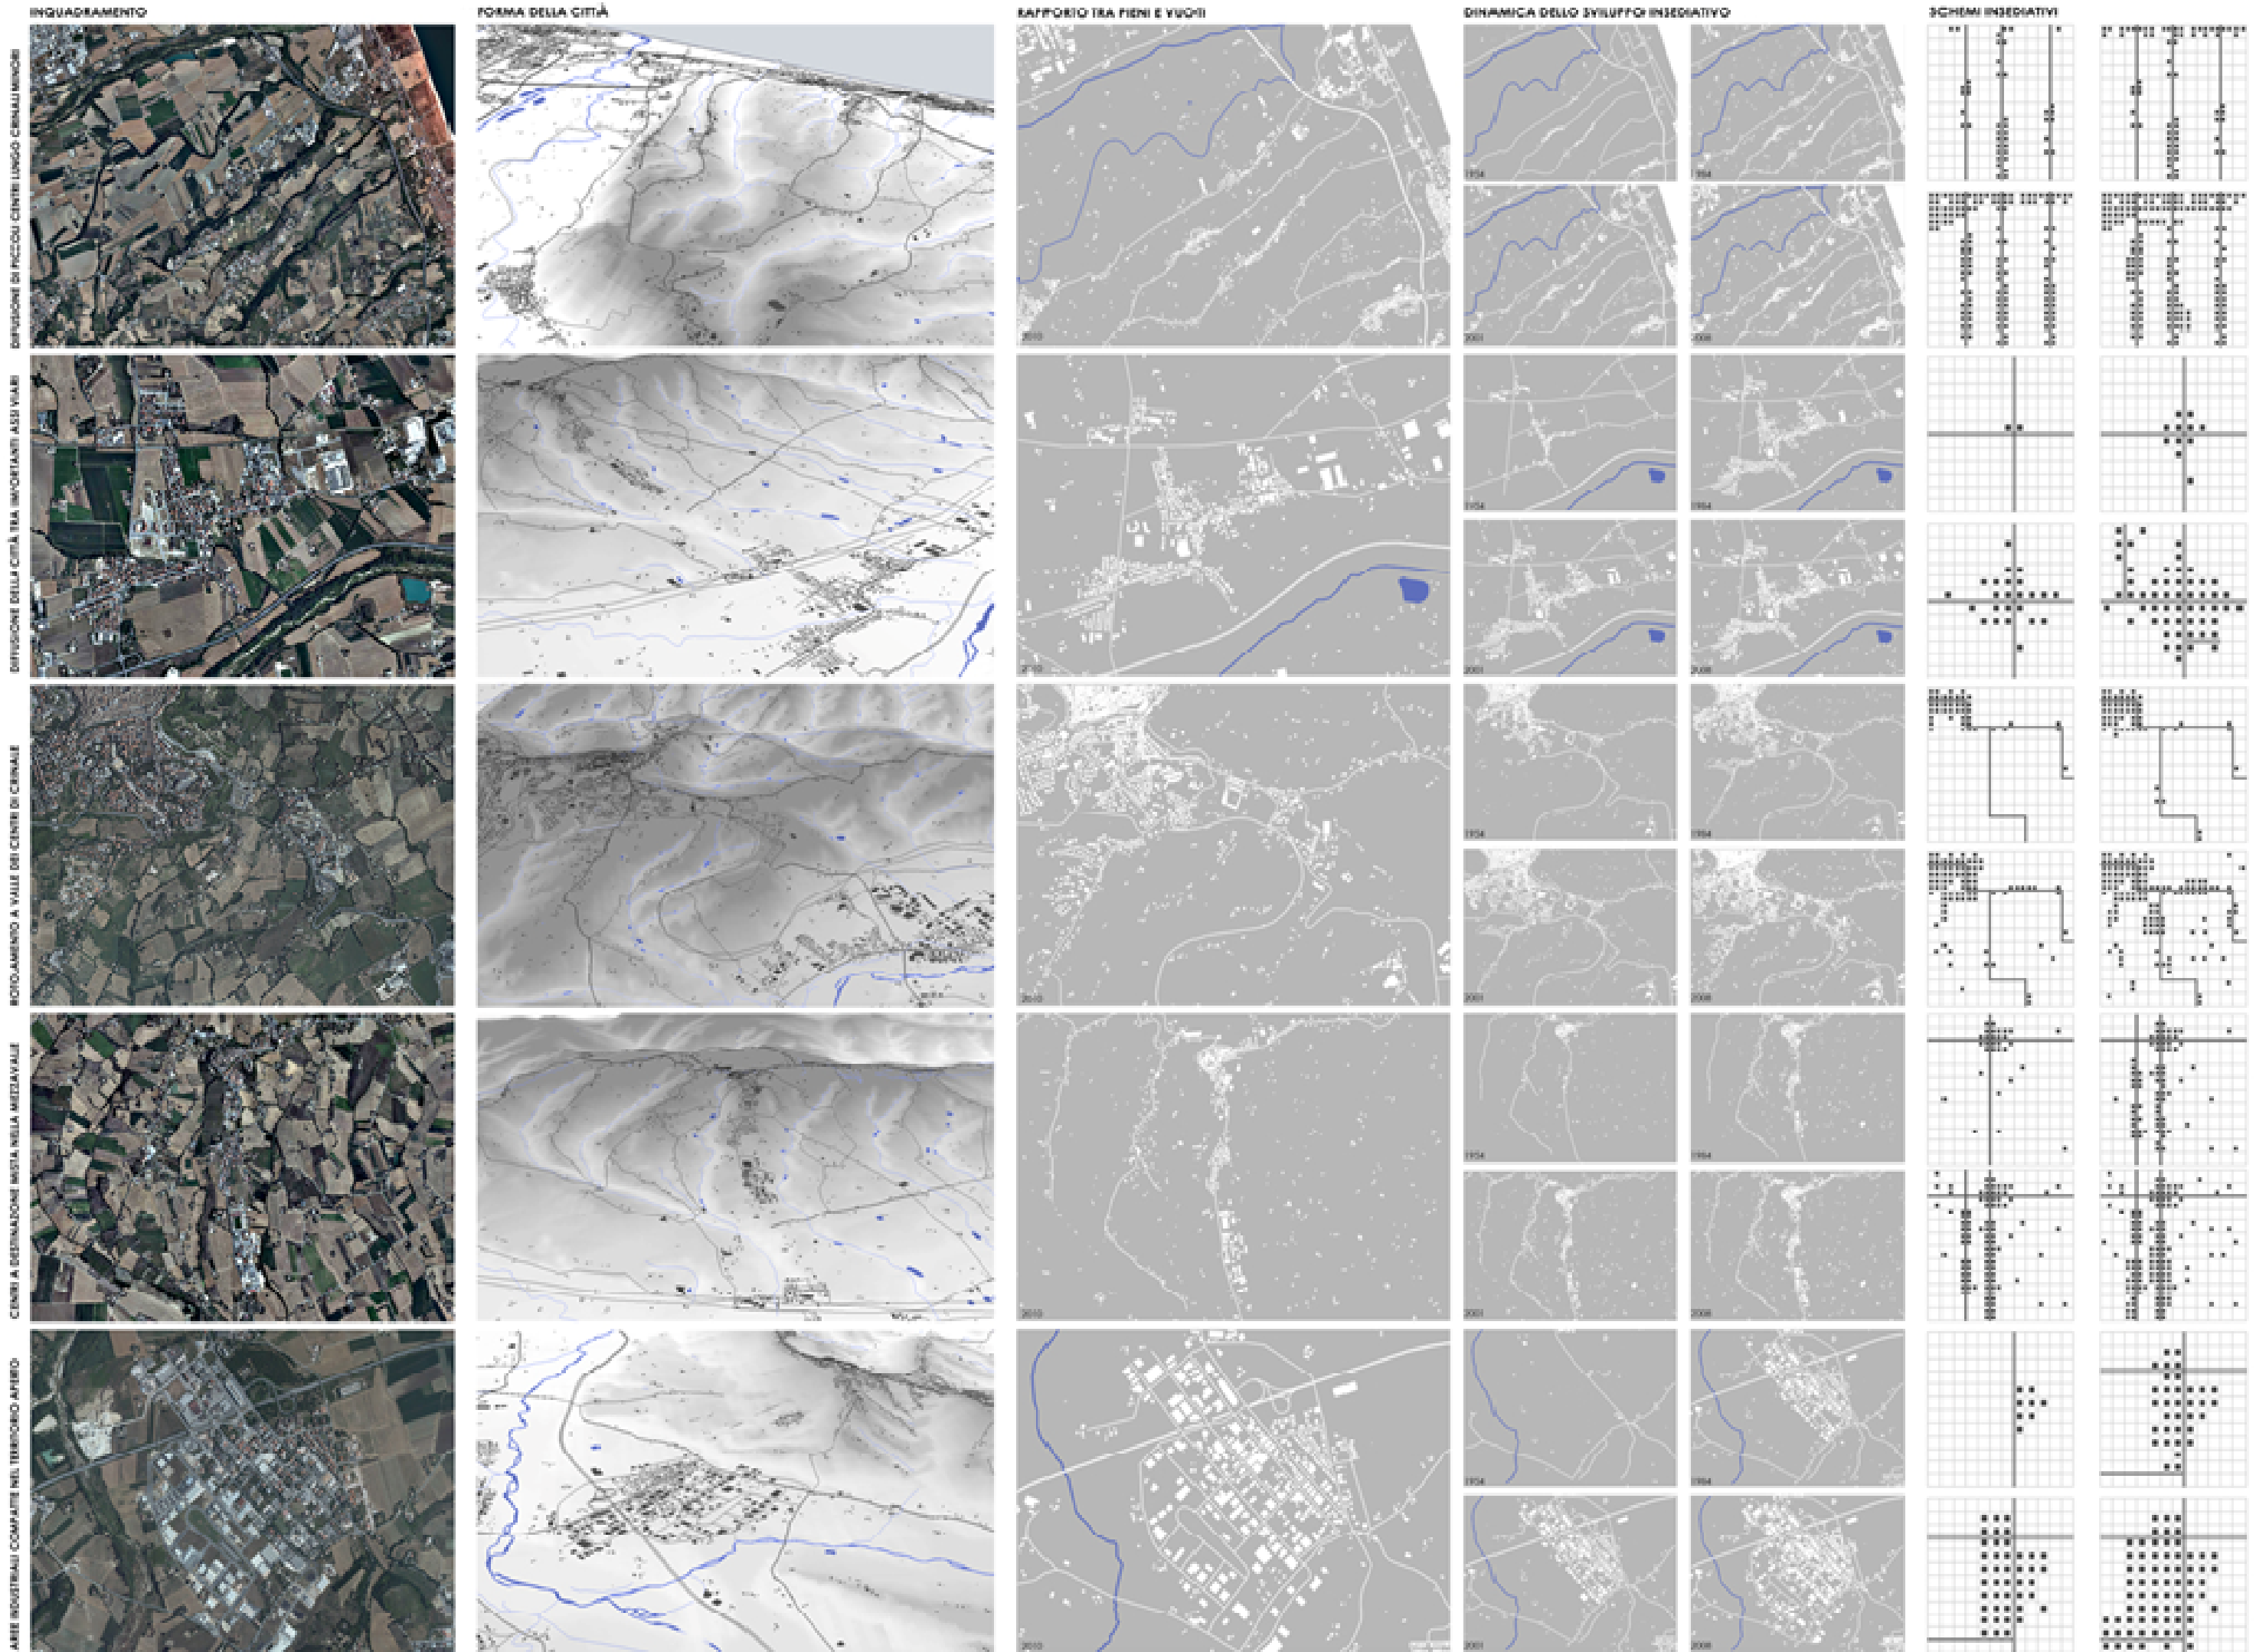 INQUADRAMENTO
FORMA DELLA CITTÀ
RAPPORTO TRA PIENI E VUOTI
DINAMICA DELLO SVILUPPO INSEDIATIVO
SCHEMI INSEDIATIVI
DIFFUSIONE DI PICCOLI CENTRI LUNGO CRINALI MINORI
2010
1954
1984
2001
2008
DIFFUSIONE DELLA CITTÀ TRA IMPORTANTI ASSI VIARI
2010
1954
1984
2001
2008
ROTOLAMENTO A VALLE DEI CENTRI DI CRINALE
2010
1954
1984
2001
2008
CENTRI A DESTINAZIONE MISTA NELLA MEZZAVALLE
2010
1954
1984
2001
2008
AREE INDUSTRIALI COMPATTE NEL TERRITORIO APERTO
2010
1954
1984
2001
2008